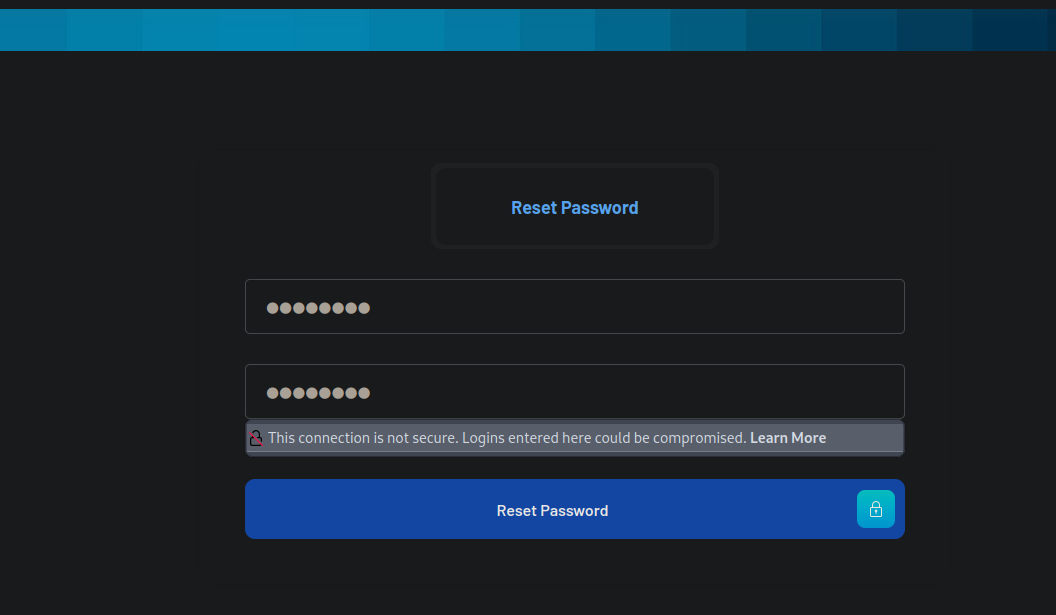 Reset Password
●●●●●●●●
●●●●●●●●
This connection is not secure. Logins entered here could be compromised. Learn More
Reset Password